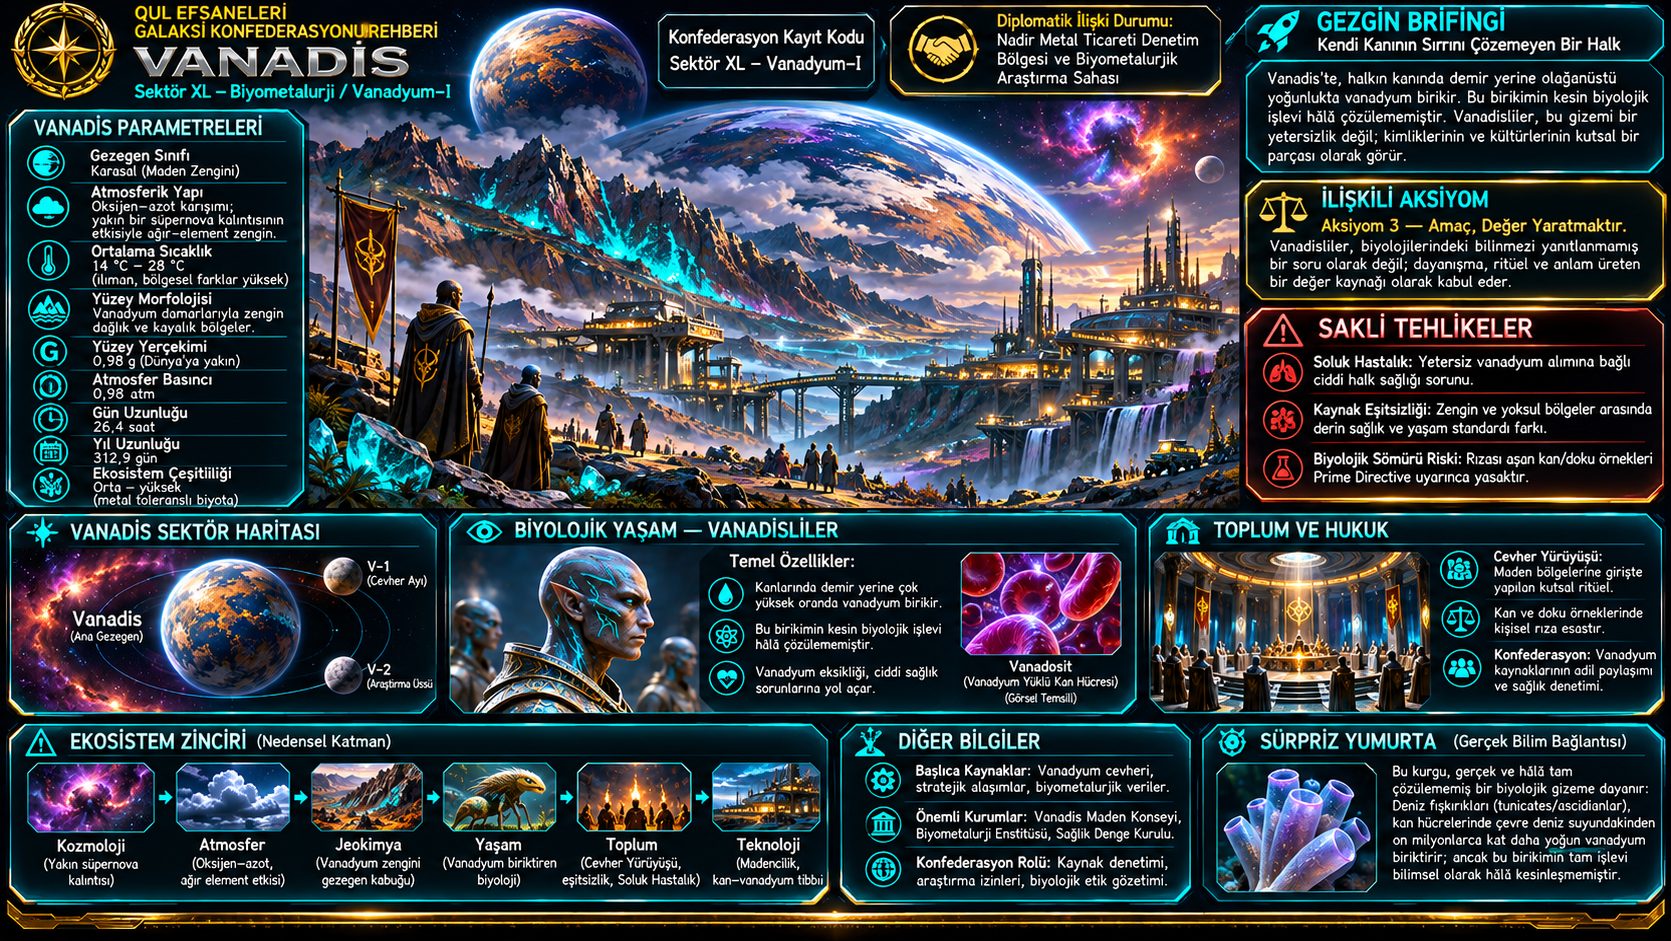 QUL EFSANELERİ
GALAKSİ KONFEDERASYONU REHBERİ
VANADİS
Sektör XL – Biyometalurji / Vanadyum-I
Konfederasyon Kayıt Kodu
Sektör XL – Vanadyum-I
Diplomatik İlişki Durumu:
Nadir Metal Ticareti Denetim
Bölgesi ve Biyometalurjik
Araştırma Sahası
GEZGİN BRİFİNGİ
Kendi Kanının Sırrını Çözemeyen Bir Halk
Vanadis'te, halkın kanında demir yerine olağanüstü
yoğunlukta vanadyum birikir. Bu birikimin kesin biyolojik
işlevi hâlâ çözülememiştir. Vanadisliler, bu gizemi bir
yetersizlik değil; kimliklerinin ve kültürlerinin kutsal bir
parçası olarak görür.
VANADİS PARAMETRELERİ
Gezegen Sınıfı
Karasal (Maden Zengini)
Atmosferik Yapı
Oksijen-azot karışımı;
yakın bir süpernova kalıntısının
etkisiyle ağır-element zengin.
Ortalama Sıcaklık
14 °C – 28 °C
(ılıman, bölgesel farklar yüksek)
Yüzey Morfolojisi
Vanadyum damarlarıyla zengin
dağlık ve kayalık bölgeler.
G
Yüzey Yerçekimi
0,98 g (Dünya'ya yakın)
Atmosfer Basıncı
0,98 atm
Gün Uzunluğu
26,4 saat
Yıl Uzunluğu
312,9 gün
Ekosistem Çeşitliliği
Orta – yüksek
(metal toleranslı biyota)
İLİŞKİLİ AKSİYOM
Aksiyom 3 — Amaç, Değer Yaratmaktır.
Vanadisliler, biyolojilerindeki bilinmezi yanıtlanmamış
bir soru olarak değil; dayanışma, ritüel ve anlam üreten
bir değer kaynağı olarak kabul eder.
SAKLİ TEHLİKELER
Soluk Hastalık: Yetersiz vanadyum alımına bağlı
ciddi halk sağlığı sorunu.
Kaynak Eşitsizliği: Zengin ve yoksul bölgeler arasında
derin sağlık ve yaşam standardı farkı.
Biyolojik Sömürü Riski: Rızası aşan kan/doku örnekleri
Prime Directive uyarınca yasaktır.
VANADİS SEKTÖR HARİTASI
Vanadis
(Ana Gezegen)
V-1
(Cevher Ayı)
V-2
(Araştırma Üssü
BİYOLOJİK YAŞAM — VANADİSLİLER
Temel Özellikler:
Kanlarında demir yerine çok
yüksek oranda vanadyum birikir.
Bu birikimin kesin biyolojik işlevi
hâlâ çözülememiştir.
Vanadyum eksikliği, ciddi sağlık
sorunlarına yol açar.
Vanadosit
(Vanadyum Yüklü Kan Hücresi)
(Görsel Temsili)
TOPLUM VE HUKUK
Cevher Yürüyüşü:
Maden bölgelerine girişte
yapılan kutsal ritüel.
Kan ve doku örneklerinde
kişisel rıza esastır.
Konfederasyon: Vanadyum
kaynaklarının adil paylaşımı
ve sağlık denetimi.
EKOSİSTEM ZİNCİRİ (Nedensel Katman)
Kozmoloji
(Yakın süpernova
kalıntısı)
Atmosfer
(Oksijen-azot,
ağır element etkisi)
Jeokimya
(Vanadyum zengini
gezegen kabuğu)
Yaşam
(Vanadyum biriktiren
biyoloji)
Toplum
(Cevher Yürüyüşü,
eşitsizlik, Soluk Hastalık)
Teknoloji
(Madencilik,
kan-vanadyum tıbbı
DİĞER BİLGİLER
Başlıca Kaynaklar: Vanadyum cevheri,
stratejik alaşımlar, biyometalurjik veriler.
Önemli Kurumlar: Vanadis Maden Konseyi,
Biyometalurji Enstitüsü, Sağlık Denge Kurulu.
Konfederasyon Rolü: Kaynak denetimi,
araştırma izinleri, biyolojik etik gözetimi.
SÜRPRİZ YUMURTA (Gerçek Bilim Bağlantısı)
Bu kurgu, gerçek ve hâlâ tam
çözülememiş bir biyolojik gizeme dayanır:
Deniz fışkırıkları (tunicates/ascidianlar),
kan hücrelerinde çevre deniz suyundakinden
on milyonlarca kat daha yoğun vanadyum
biriktirir; ancak bu birikimin tam işlevi
bilimsel olarak hâlâ kesinleşmemiştir.